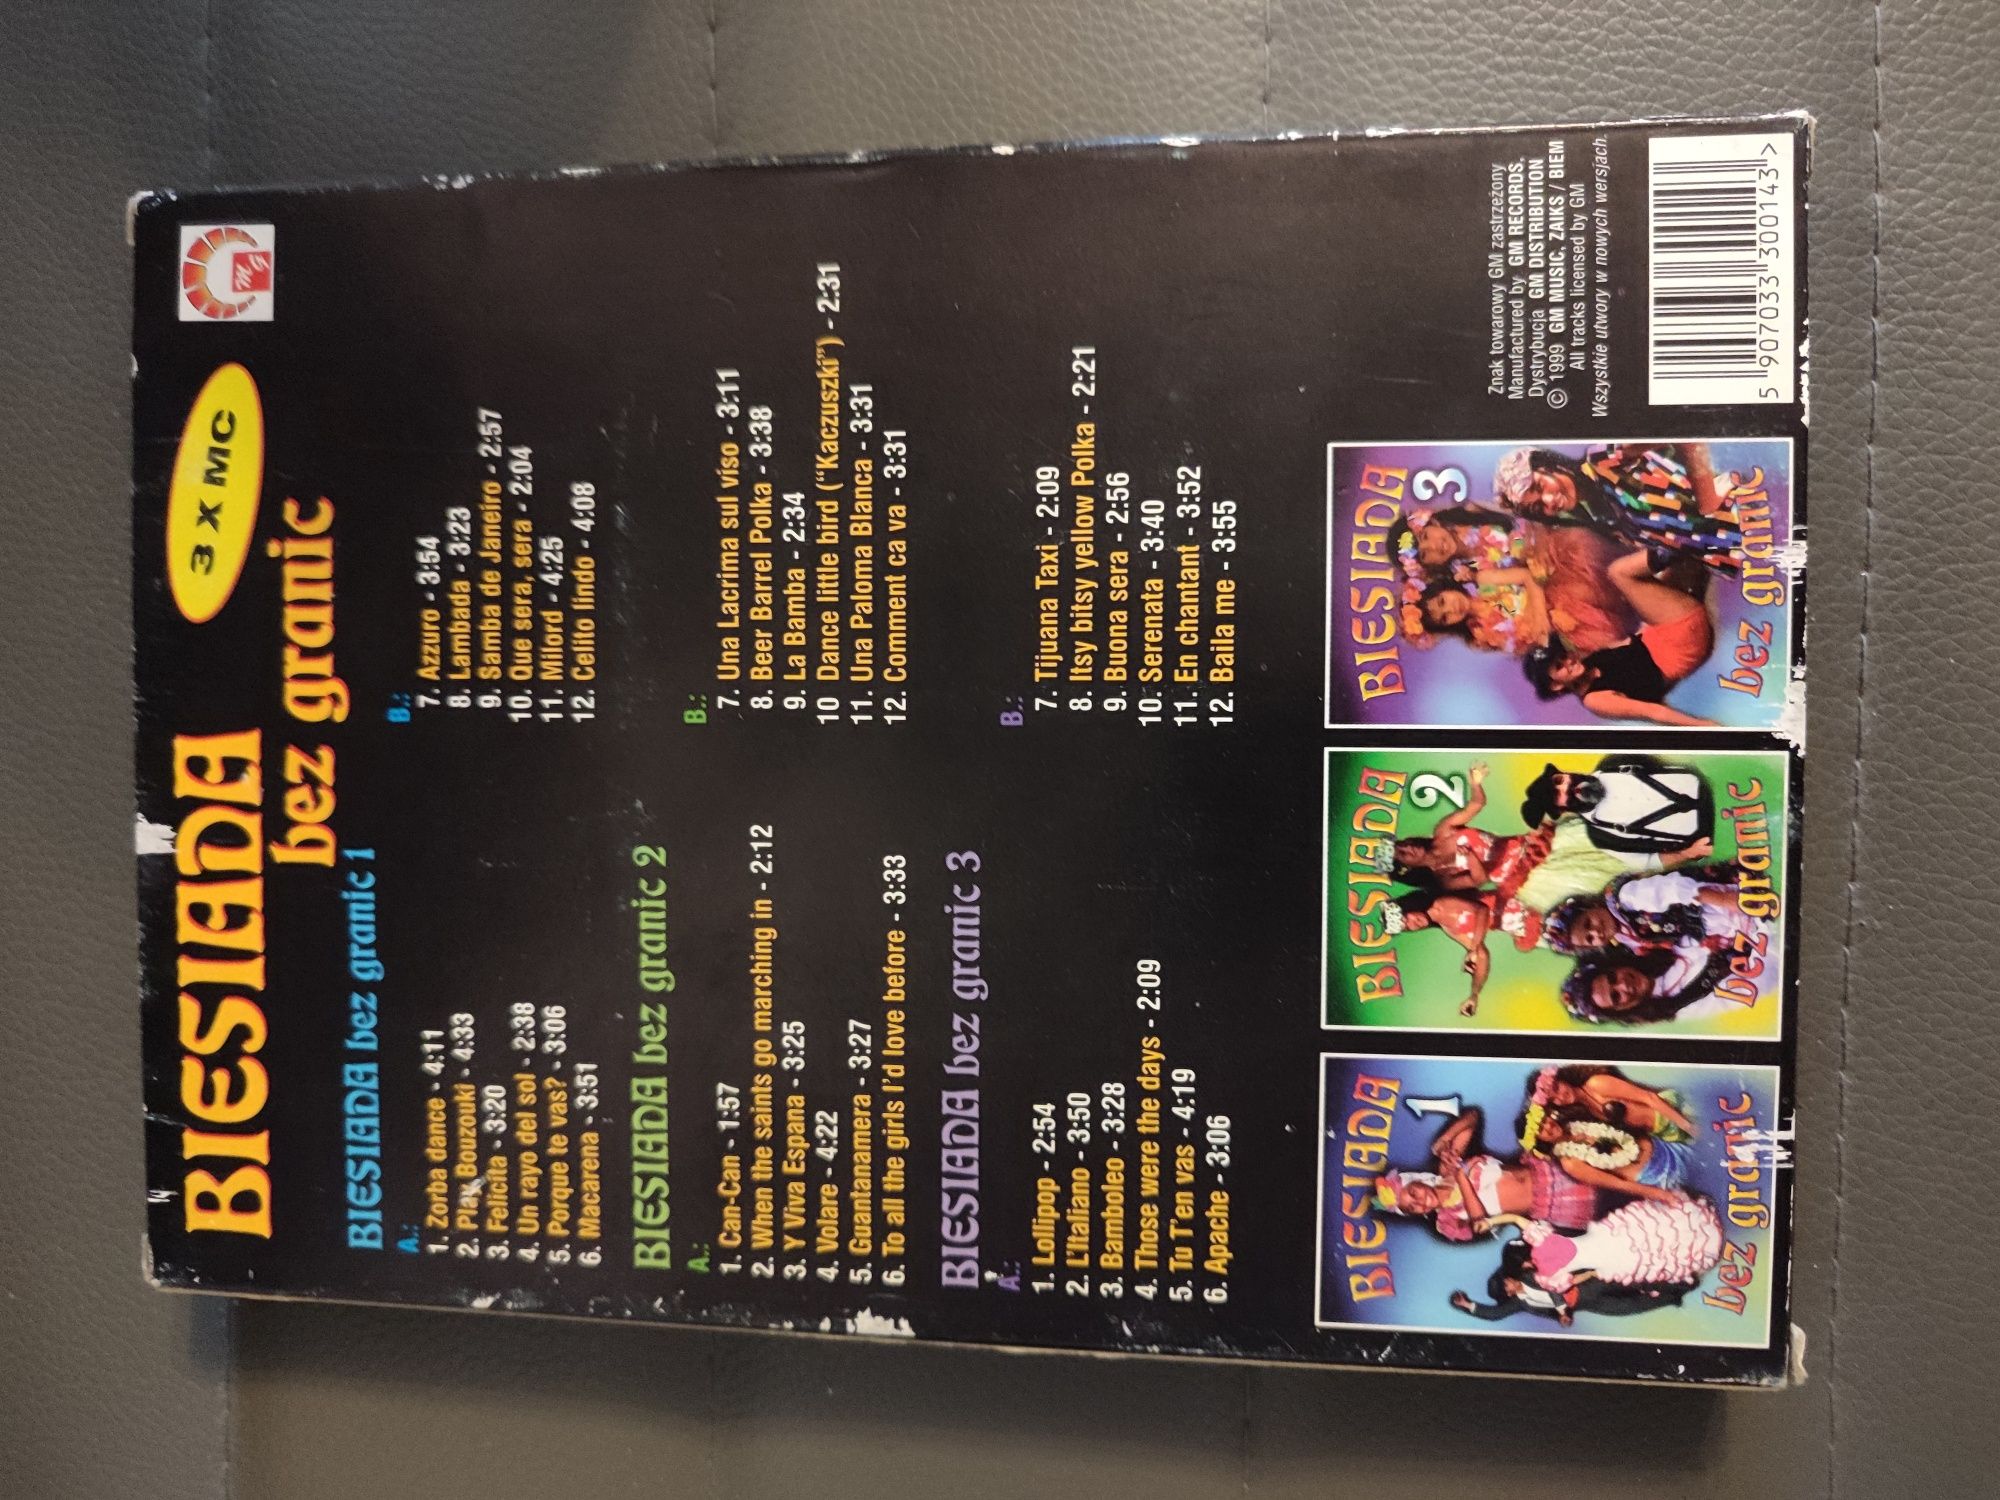 BIESIADA
bez granic
3 X MC
MG
BIESIADA bez granic 1
A.:
1. Zorba dance - 4:11
2. Plak Bouzouki - 4:33
3. Felicita - 3:20
4. Un rayo del sol - 2:38
5. Porque te vas? - 3:06
6. Macarena - 3:51
B.:
7. Azzuro - 3:54
8. Lambada - 3:23
9. Samba de Janeiro - 2:57
10. Que sera, sera - 2:04
11. Milord - 4:25
12. Celito lindo - 4:08
BIESIADA bez granic 2
A.:
1. Can-Can - 1:57
2. When the saints go marching in - 2:12
3. Y Viva Espana - 3:25
4. Volare - 4:22
5. Guantanamera - 3:27
6. To all the girls I'd love before - 3:33
B.:
7. Una Lacrima sul viso - 3:11
8. Beer Barrel Polka - 3:38
9. La Bamba - 2:34
10 Dance little bird ("Kaczuszki") - 2:31
11. Una Paloma Blanca - 3:31
12. Comment ca va - 3:31
BIESIADA bez granic 3
A.:
1. Lollipop - 2:54
2. L'Italiano - 3:50
3. Bamboleo - 3:28
4. Those were the days - 2:09
5. Tu T'en vas - 4:19
6. Apache - 3:06
B.:
7. Tijuana Taxi - 2:09
8. Itsy bitsy yellow Polka - 2:21
9. Buona sera - 2:56
10. Serenata - 3:40
11. En chantant - 3:52
12. Baila me - 3:55
BIESIADA
1
bez granic
BIESIADA
2
bez granic
BIESIADA
3
bez granic
Znak towarowy GM zastrzeżony
Manufactured by GM RECORDS.
Dystrybucja GM DISTRIBUTION
© 1999 GM MUSIC. ZAIKS / BIEM
All tracks licensed by GM
Wszystkie utwory w nowych wersjach.
5 907033 300143 >